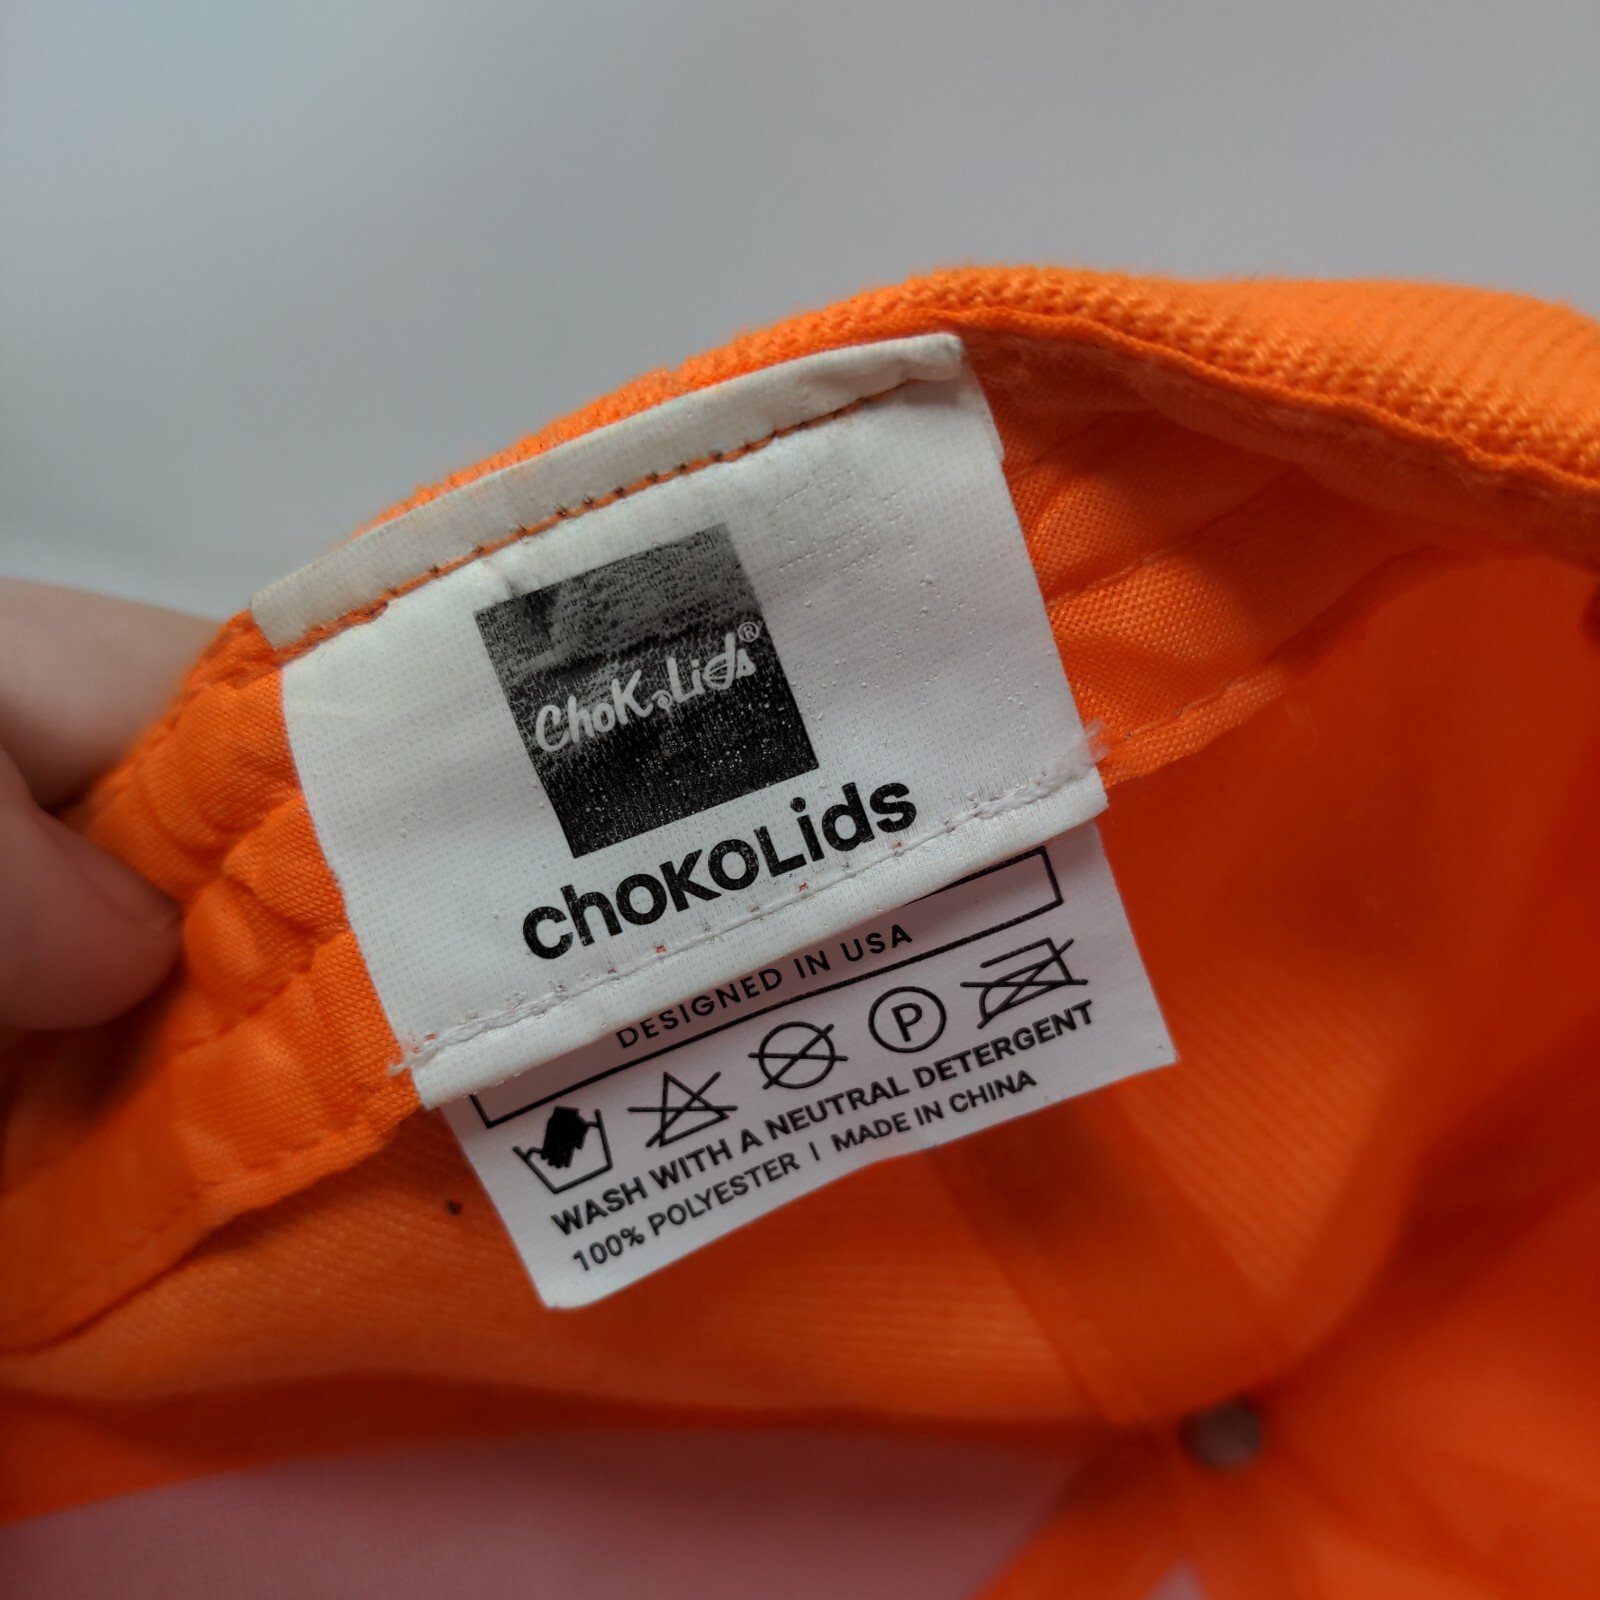 ChoK.Lids®
chokoLids
DESIGNED IN USA
P
WASH WITH A NEUTRAL DETERGENT
100% POLYESTER | MADE IN CHINA